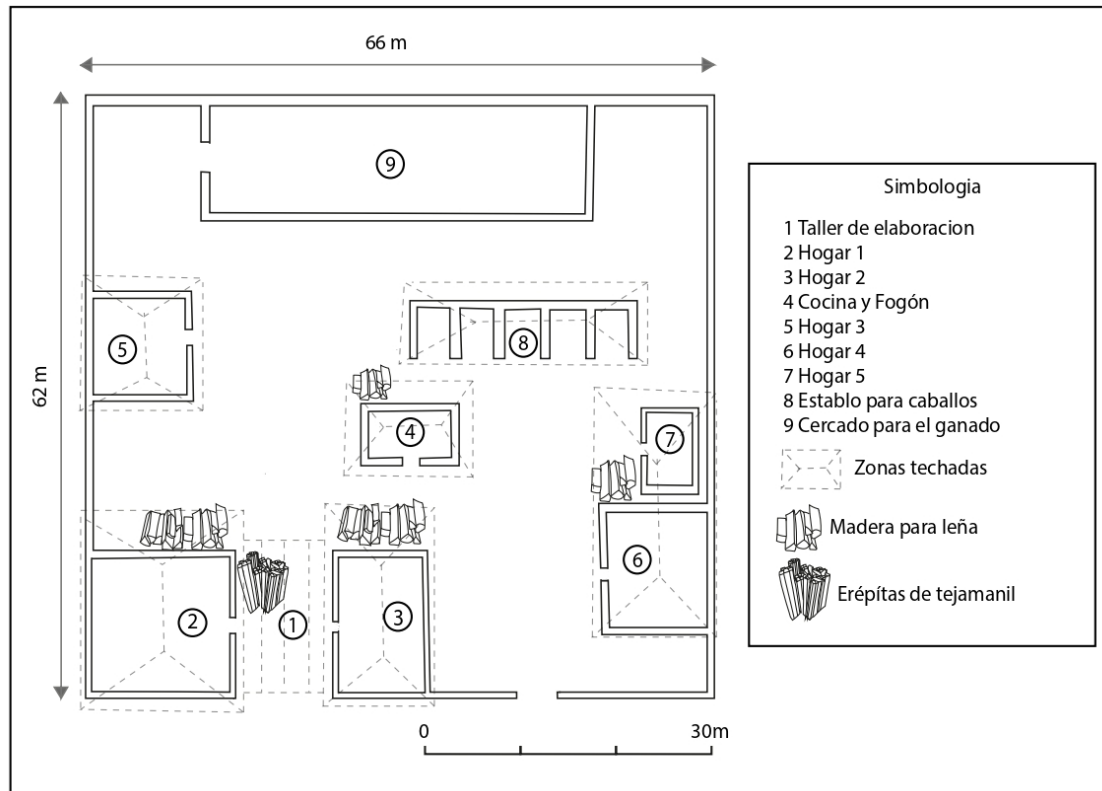 66 m
62 m
9
5
8
4
7
6
2
1
3
0
30m
Simbologia
1 Taller de elaboracion
2 Hogar 1
3 Hogar 2
4 Cocina y Fogón
5 Hogar 3
6 Hogar 4
7 Hogar 5
8 Establo para caballos
9 Cercado para el ganado
Zonas techadas
Madera para leña
Erépítas de tejamanil